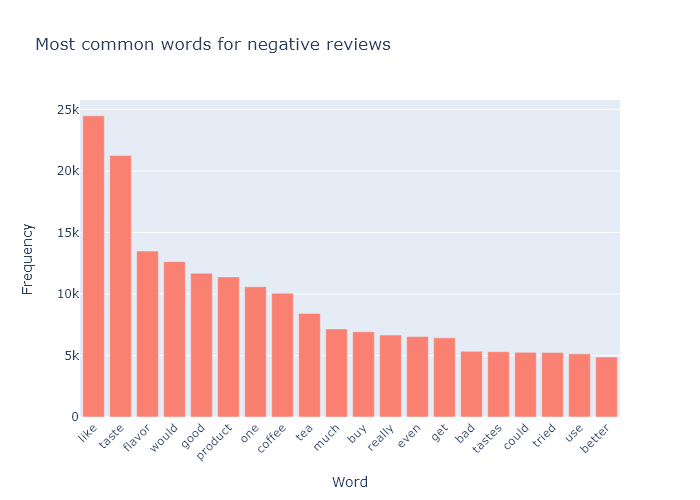 Most common words for negative reviews
Frequency
25k
20k
15k
10k
5k
0
like
taste
flavor
would
good
product
one
coffee
tea
much
buy
really
even
get
bad
tastes
could
tried
use
better
Word